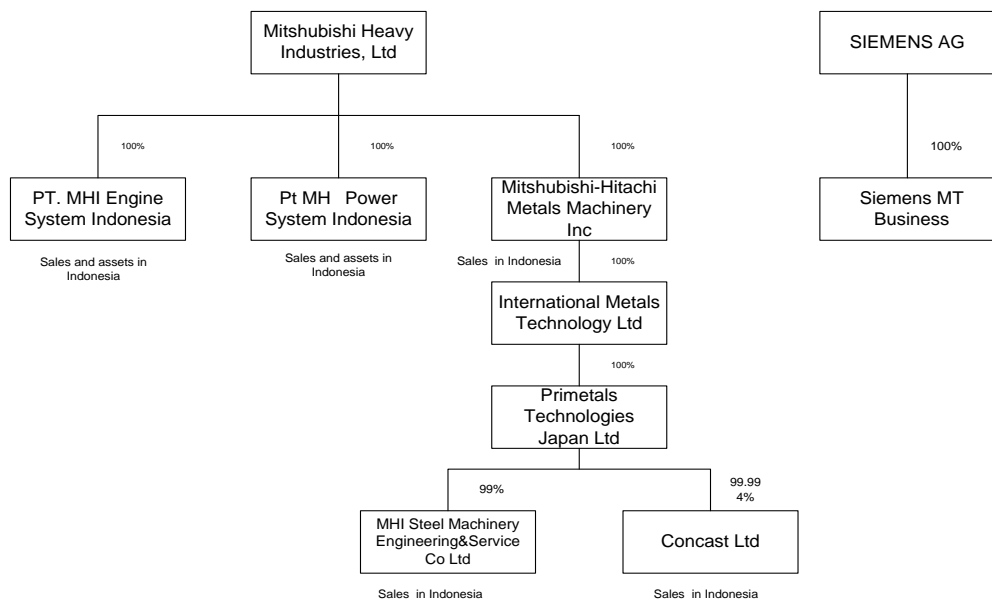 Mitshubishi Heavy
Industries, Ltd
SIEMENS AG
100%
100%
100%
100%
PT. MHI Engine
System Indonesia
Pt MH   Power
System Indonesia
Mitshubishi-Hitachi
Metals Machinery
Inc
Siemens MT
Business
Sales and assets in
Indonesia
Sales and assets in
Indonesia
Sales  in Indonesia
100%
International Metals
Technology Ltd
100%
Primetals
Technologies
Japan Ltd
99%
99.99
4%
MHI Steel Machinery
Engineering&Service
Co Ltd
Concast Ltd
Sales  in Indonesia
Sales  in Indonesia